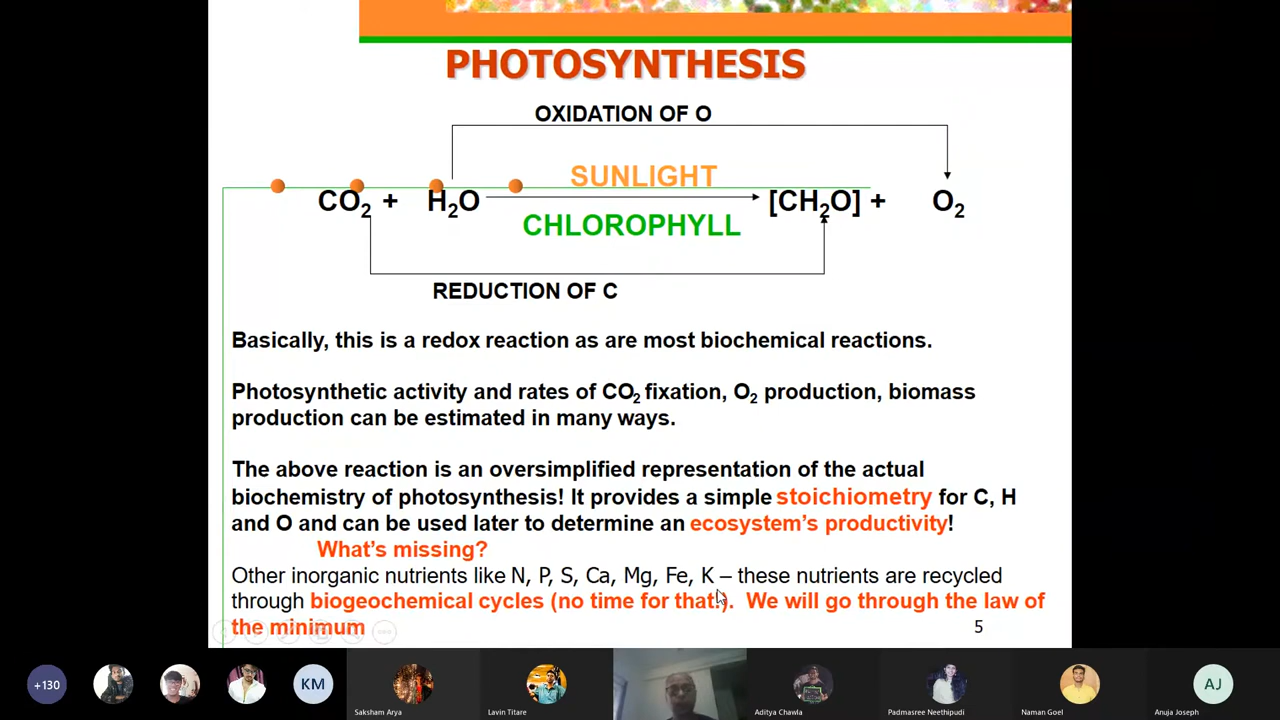 PHOTOSYNTHESIS
OXIDATION OF O
SUNLIGHT
CO2 + H2O [CH2O] + O2
CHLOROPHYLL
REDUCTION OF C
Basically, this is a redox reaction as are most biochemical reactions.
Photosynthetic activity and rates of CO2 fixation, O2 production, biomass
production can be estimated in many ways.
The above reaction is an oversimplified representation of the actual
biochemistry of photosynthesis! It provides a simple stoichiometry for C, H
and O and can be used later to determine an ecosystem's productivity!
What's missing?
Other inorganic nutrients like N, P, S, Ca, Mg, Fe, K – these nutrients are recycled
through biogeochemical cycles (no time for that!). We will go through the law of
the minimum
5
+130
KM
AJ
Saksham Arya
Lavin Titare
Aditya Chawla
Padmasree Neethipudi
Naman Goel
Anuja Joseph